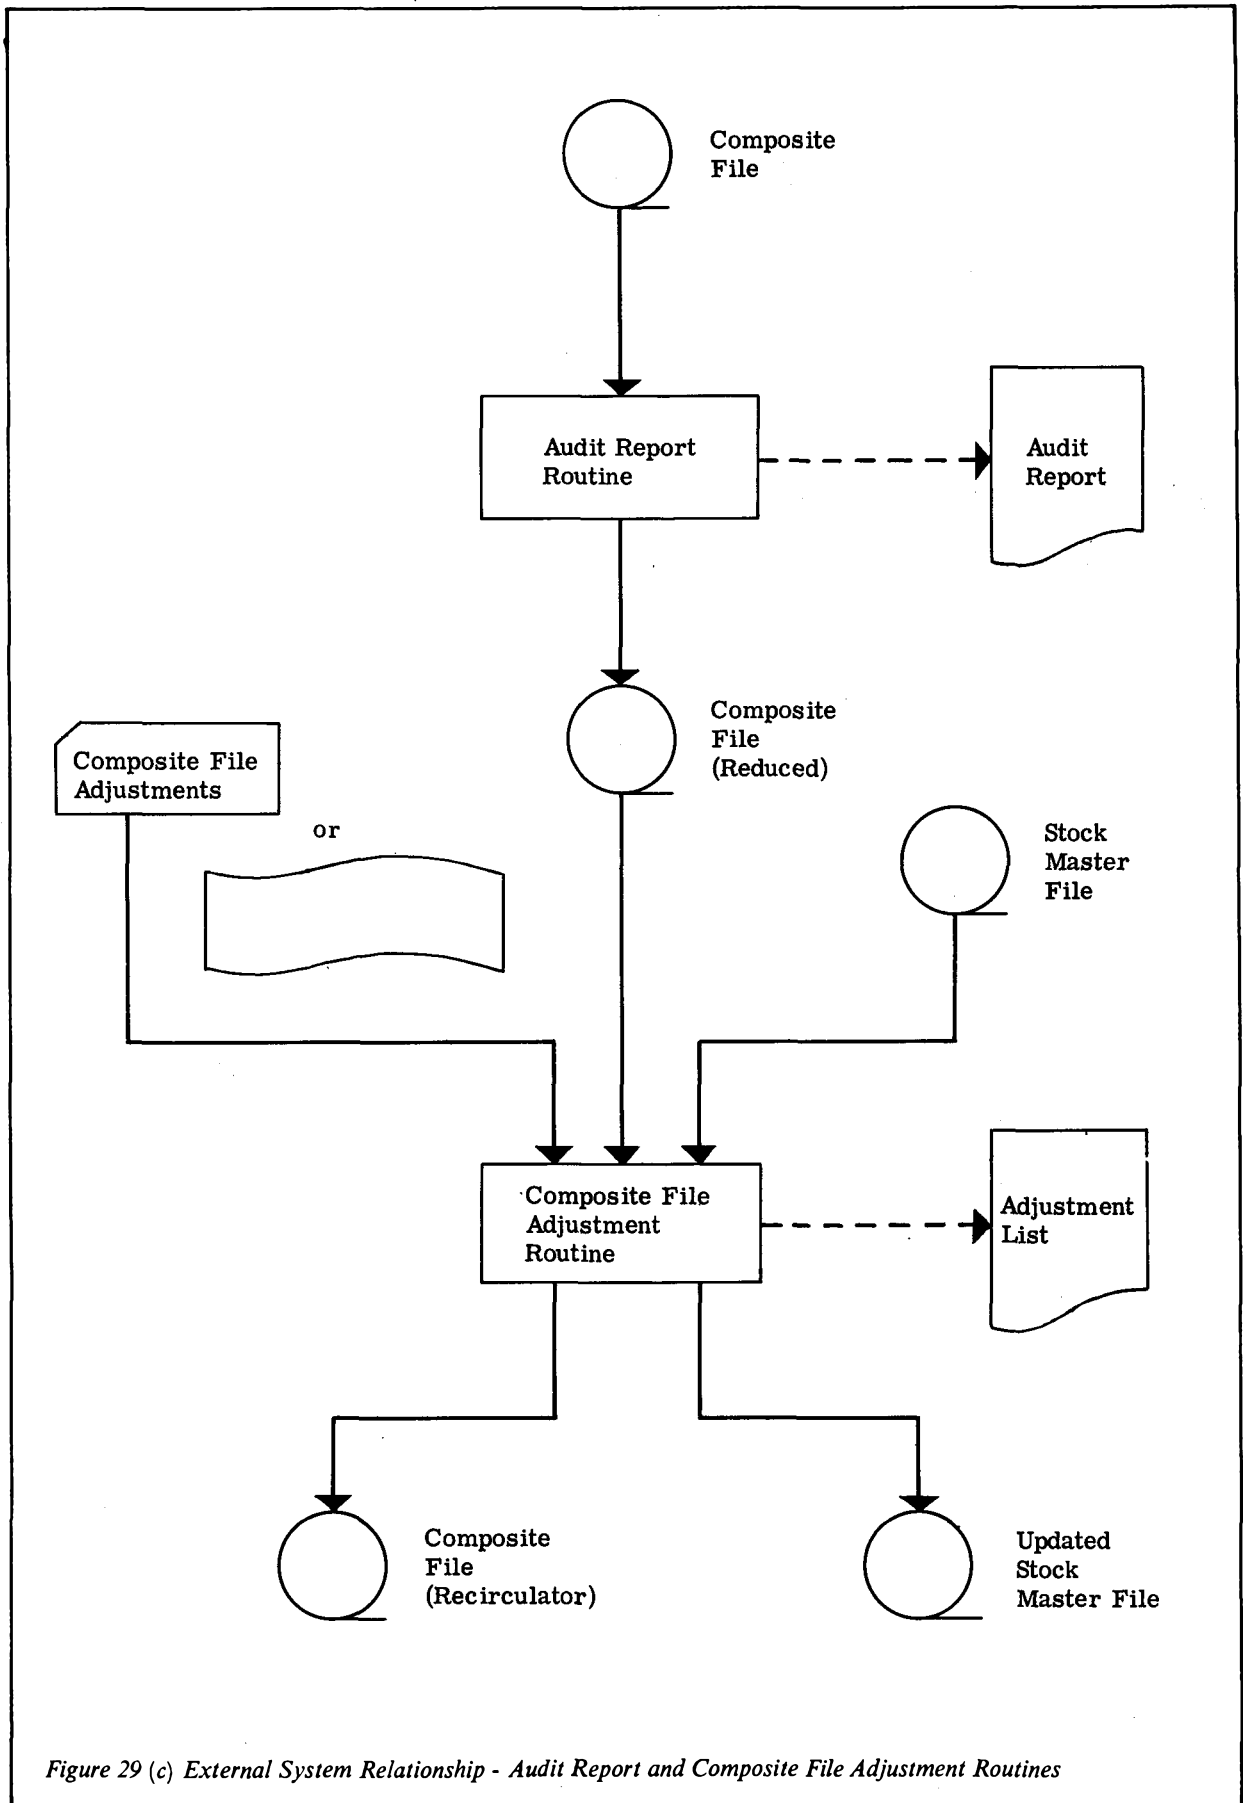 Composite
File
Audit Report
Routine
Audit
Report
Composite
File
(Reduced)
Composite File
Adjustments
or
Stock
Master
File
Composite File
Adjustment
Routine
Adjustment
List
Composite
File
(Recirculator)
Updated
Stock
Master File
Figure 29 (c) External System Relationship - Audit Report and Composite File Adjustment Routines